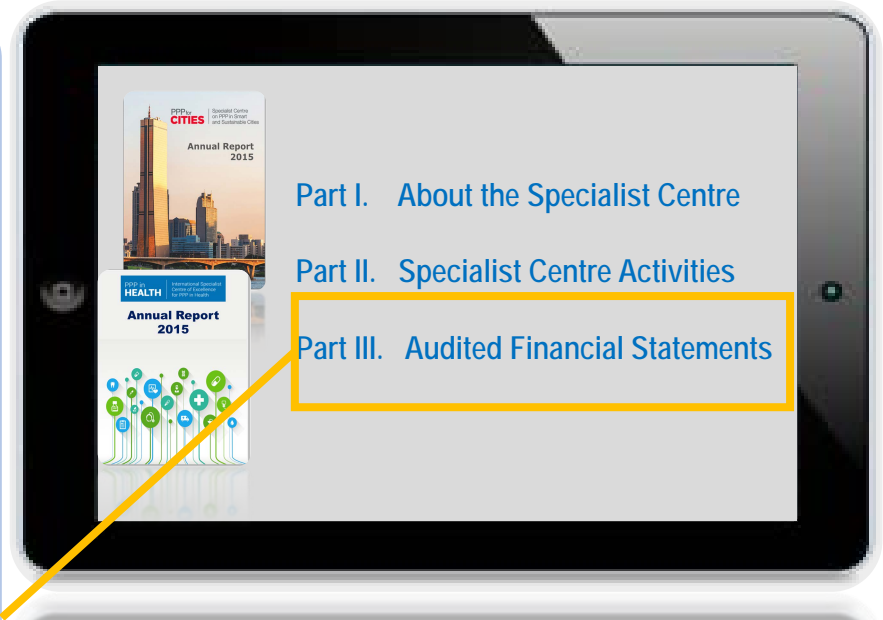 PPP for
CITIES
Specialist Centre
on PPP in Smart
and Sustainable Cities
Annual Report
2015
PPP in
HEALTH
International Specialist
Centre of Excellence
for PPP in Health
Annual Report
2015
Part I. About the Specialist Centre
Part II. Specialist Centre Activities
Part III. Audited Financial Statements